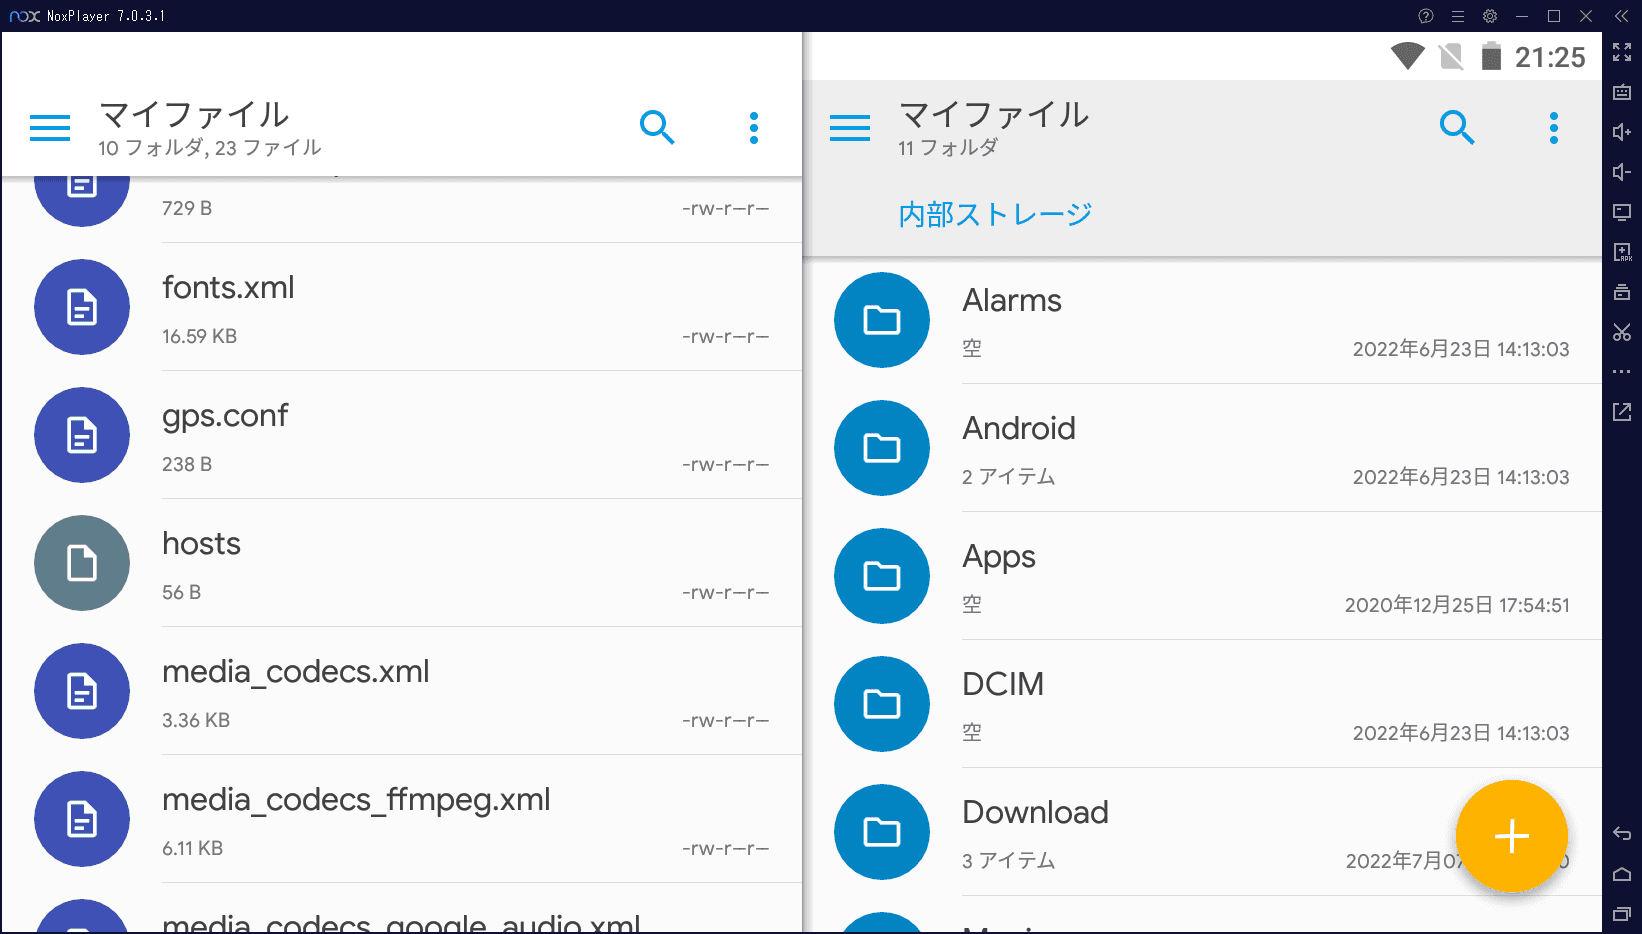 nox NoxPlayer 7.0.3.1
マイファイル
10 フォルダ, 23 ファイル
729 B -rw-r--r--
fonts.xml
16.59 KB -rw-r--r--
gps.conf
238 B -rw-r--r--
hosts
56 B -rw-r--r--
media_codecs.xml
3.36 KB -rw-r--r--
media_codecs_ffmpeg.xml
6.11 KB -rw-r--r--
media_codecs_google_audio.xml
21:25
マイファイル
11 フォルダ
内部ストレージ
Alarms
空 2022年6月23日 14:13:03
Android
2 アイテム 2022年6月23日 14:13:03
Apps
空 2020年12月25日 17:54:51
DCIM
空 2022年6月23日 14:13:03
Download
3 アイテム 2022年7月07
APK